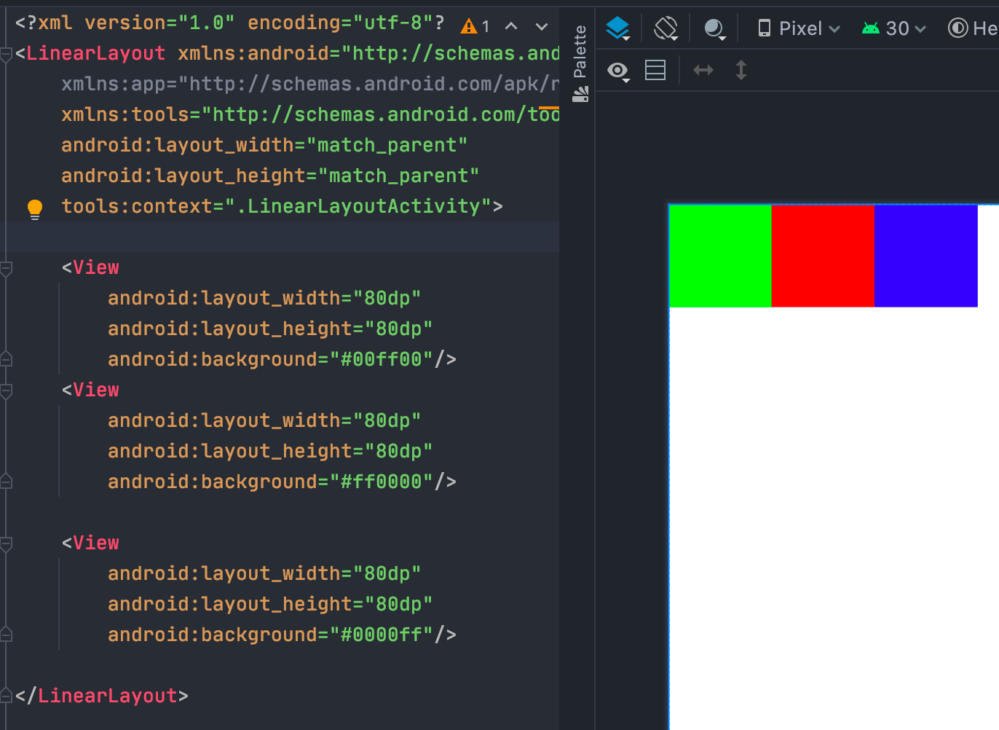 <?xml version="1.0" encoding="utf-8"? 1
<LinearLayout xmlns:android="http://schemas.and
xmlns:app="http://schemas.android.com/apk/r
xmlns:tools="http://schemas.android.com/too
android:layout_width="match_parent"
android:layout_height="match_parent"
tools:context=".LinearLayoutActivity">
<View
android:layout_width="80dp"
android:layout_height="80dp"
android:background="#00ff00"/>
<View
android:layout_width="80dp"
android:layout_height="80dp"
android:background="#ff0000"/>
<View
android:layout_width="80dp"
android:layout_height="80dp"
android:background="#0000ff"/>
</LinearLayout>
Palette
Pixel 30 He